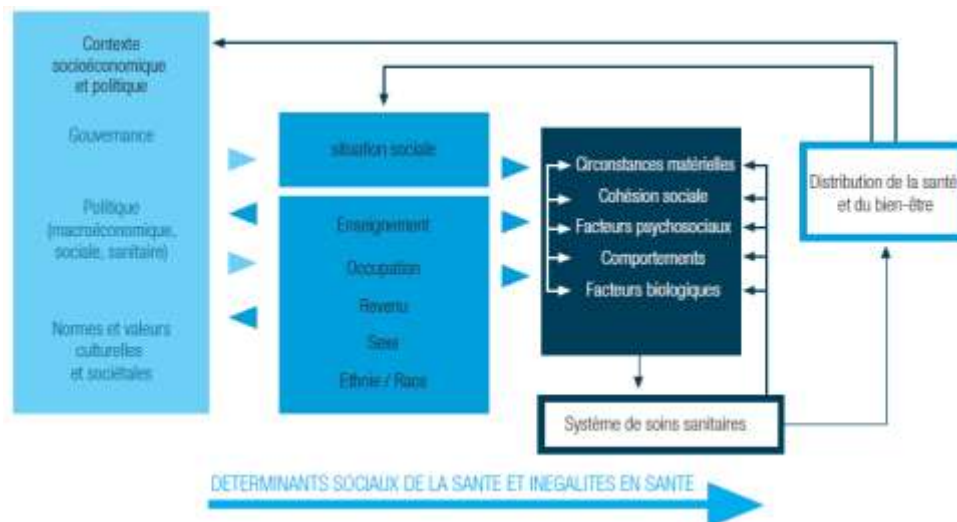 Contexte
socioéconomique
et politique
Gouvernance
Politique
(macroéconomique,
sociale, sanitaire)
Normes et valeurs
culturelles
et sociétales
situation sociale
Enseignement
Occupation
Revenu
Sexe
Ethnie / Race
Circonstances matérielles
Cohésion sociale
Facteurs psychosociaux
Comportements
Facteurs biologiques
Système de soins sanitaires
Distribution de la santé
et du bien-être
DETERMINANTS SOCIAUX DE LA SANTE ET INEGALITES EN SANTE